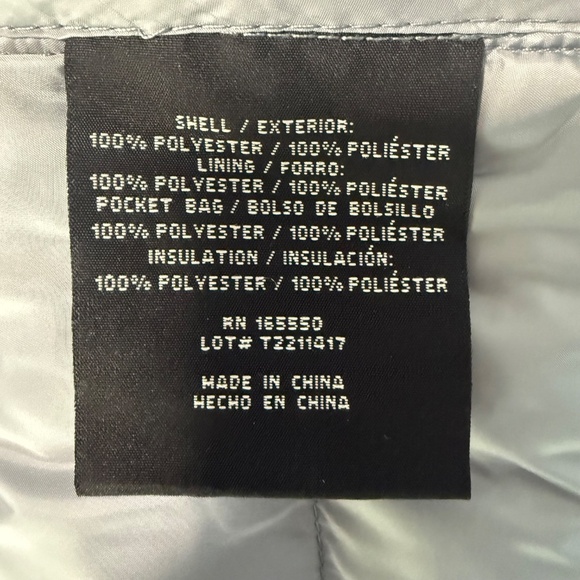 SHELL / EXTERIOR:
100% POLYESTER / 100% POLIÉSTER
LINING / FORRO:
100% POLYESTER / 100% POLIÉSTER
POCKET BAG / BOLSO DE BOLSILLO
100% POLYESTER / 100% POLIÉSTER
INSULATION / INSULACIÓN:
100% POLYESTER / 100% POLIÉSTER
RN 165550
LOT# T2211417
MADE IN CHINA
HECHO EN CHINA